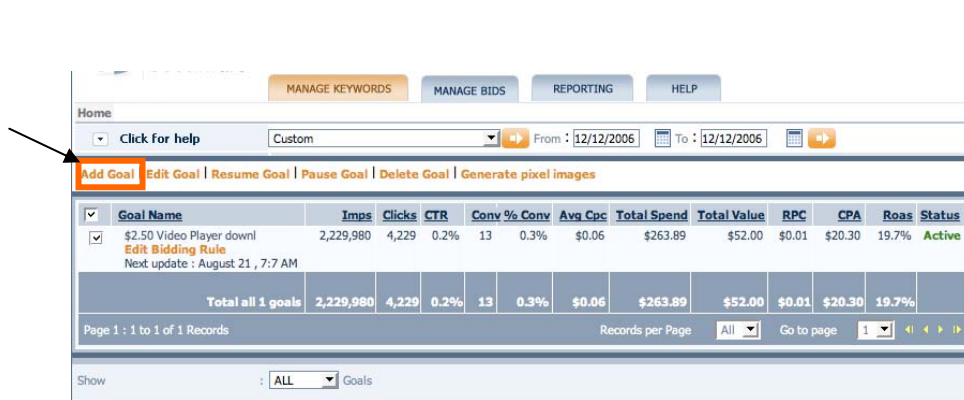 MANAGE KEYWORDS MANAGE BIDS REPORTING HELP
Home
Click for help Custom From : 12/12/2006 To : 12/12/2006
Add Goal Edit Goal | Resume Goal | Pause Goal | Delete Goal | Generate pixel images
Goal Name Imps Clicks CTR Conv % Conv Avg Cpc Total Spend Total Value RPC CPA Roas Status
$2.50 Video Player downl 2,229,980 4,229 0.2% 13 0.3% $0.06 $263.89 $52.00 $0.01 $20.30 19.7% Active
Edit Bidding Rule
Next update : August 21 , 7:7 AM
Total all 1 goals 2,229,980 4,229 0.2% 13 0.3% $0.06 $263.89 $52.00 $0.01 $20.30 19.7%
Page 1 : 1 to 1 of 1 Records Records per Page All Go to page 1
Show : ALL Goals